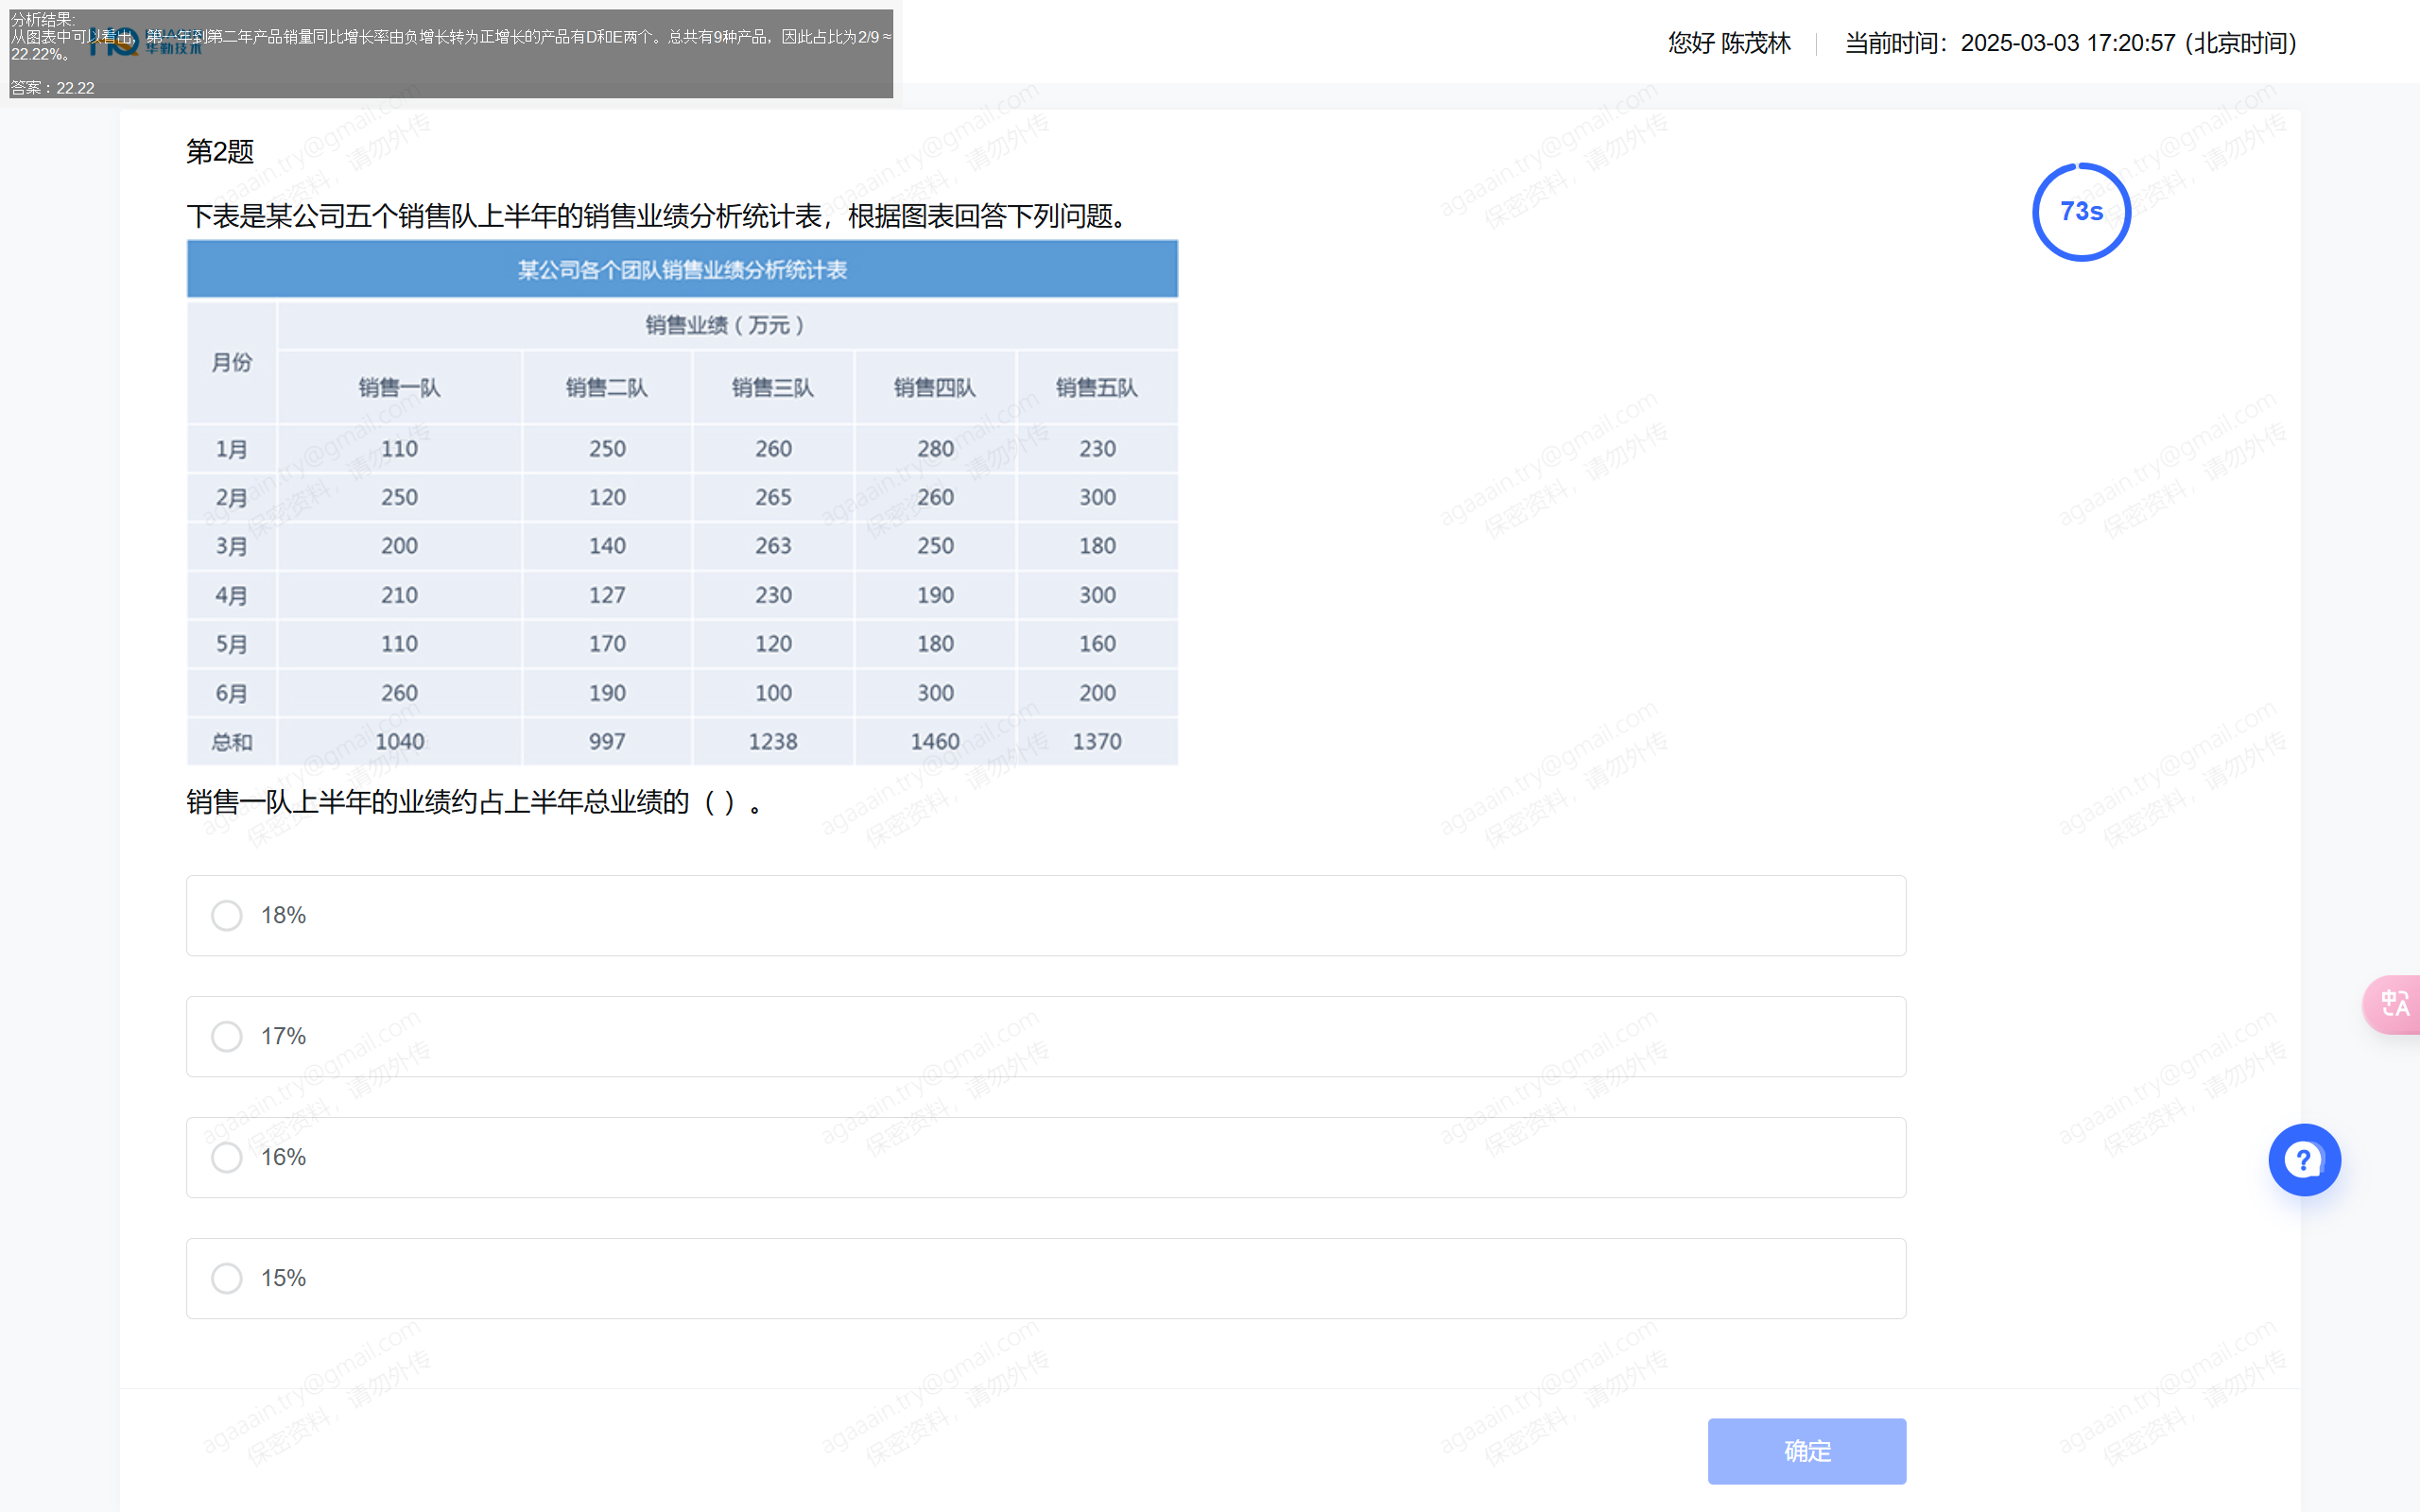 分析结果:
从图表中可以看出，第一年到第二年产品销量同比增长率由负增长转为正增长的产品有D和E两个。总共有9种产品，因此占比为2/9≈
22.22%。
答案：22.22
华勤技术
您好 陈茂林 当前时间：2025-03-03 17:20:57 (北京时间)
第2题
73s
下表是某公司五个销售队上半年的销售业绩分析统计表，根据图表回答下列问题。
某公司各个团队销售业绩分析统计表
月份 销售业绩（万元）
销售一队 销售二队 销售三队 销售四队 销售五队
1月 110 250 260 280 230
2月 250 120 265 260 300
3月 200 140 263 250 180
4月 210 127 230 190 300
5月 110 170 120 180 160
6月 260 190 100 300 200
总和 1040 997 1238 1460 1370
销售一队上半年的业绩约占上半年总业绩的（ ）。
18%
17%
16%
15%
确定
agaaain.try@gmail.com
保密资料，请勿外传